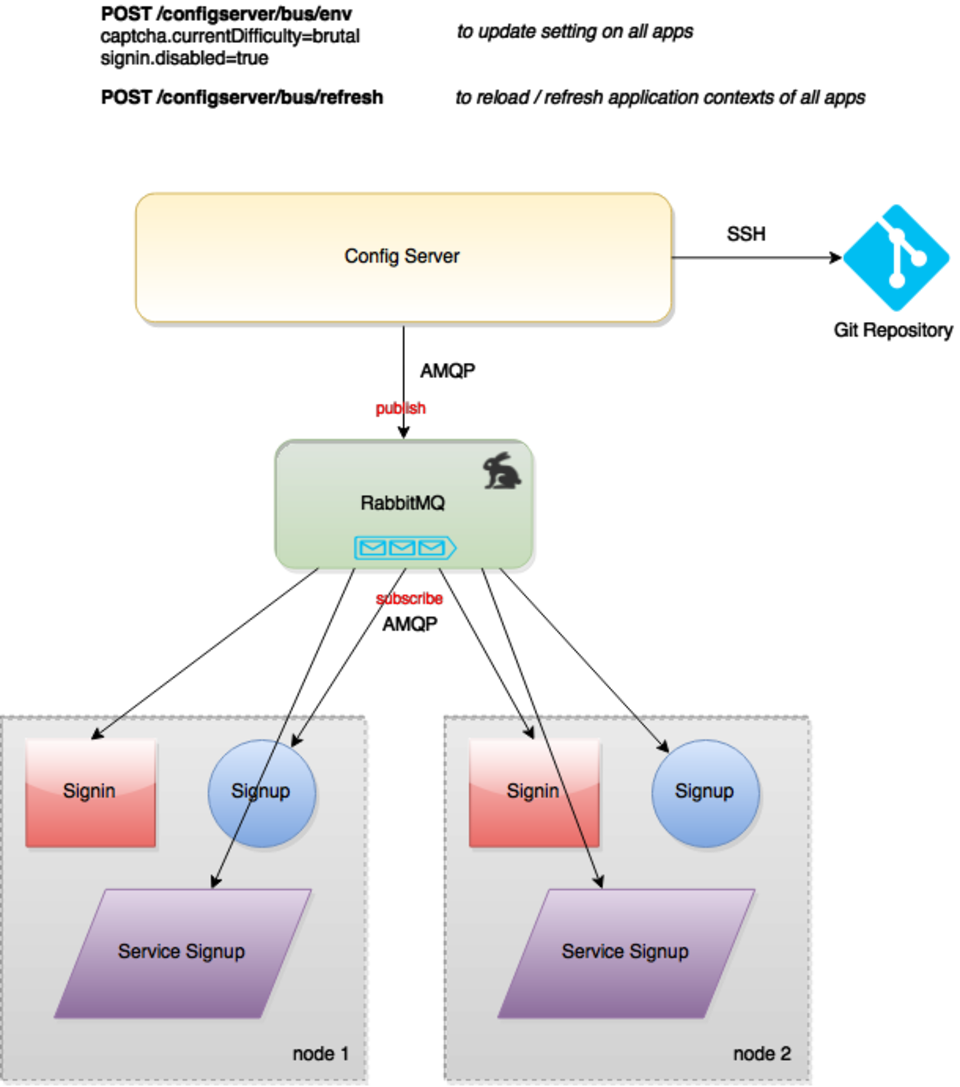 POST /configserver/bus/env
captcha.currentDifficulty=brutal
signin.disabled=true
to update setting on all apps
POST /configserver/bus/refresh
to reload / refresh application contexts of all apps
Config Server
SSH
Git Repository
AMQP
publish
RabbitMQ
subscribe
AMQP
Signin
Signup
Service Signup
node 1
Signin
Signup
Service Signup
node 2